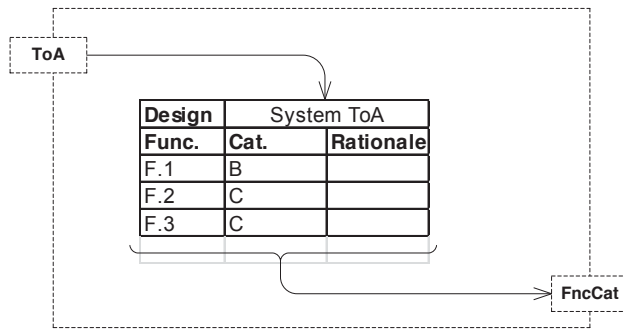 ToA
Design System ToA
Func. Cat. Rationale
F.1 B
F.2 C
F.3 C
FncCat